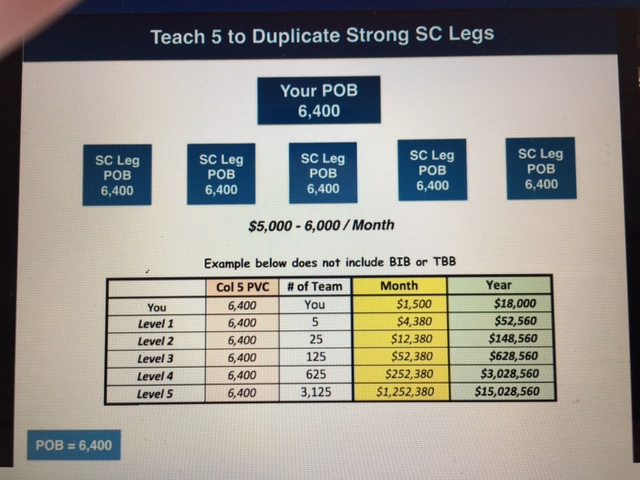 Teach 5 to Duplicate Strong SC Legs
Your POB
6,400
SC Leg POB 6,400
SC Leg POB 6,400
SC Leg POB 6,400
SC Leg POB 6,400
SC Leg POB 6,400
$5,000 - 6,000 / Month
Example below does not include BIB or TBB
Col 5 PVC # of Team Month Year
You 6,400 You $1,500 $18,000
Level 1 6,400 5 $4,380 $52,560
Level 2 6,400 25 $12,380 $148,560
Level 3 6,400 125 $52,380 $628,560
Level 4 6,400 625 $252,380 $3,028,560
Level 5 6,400 3,125 $1,252,380 $15,028,560
POB = 6,400